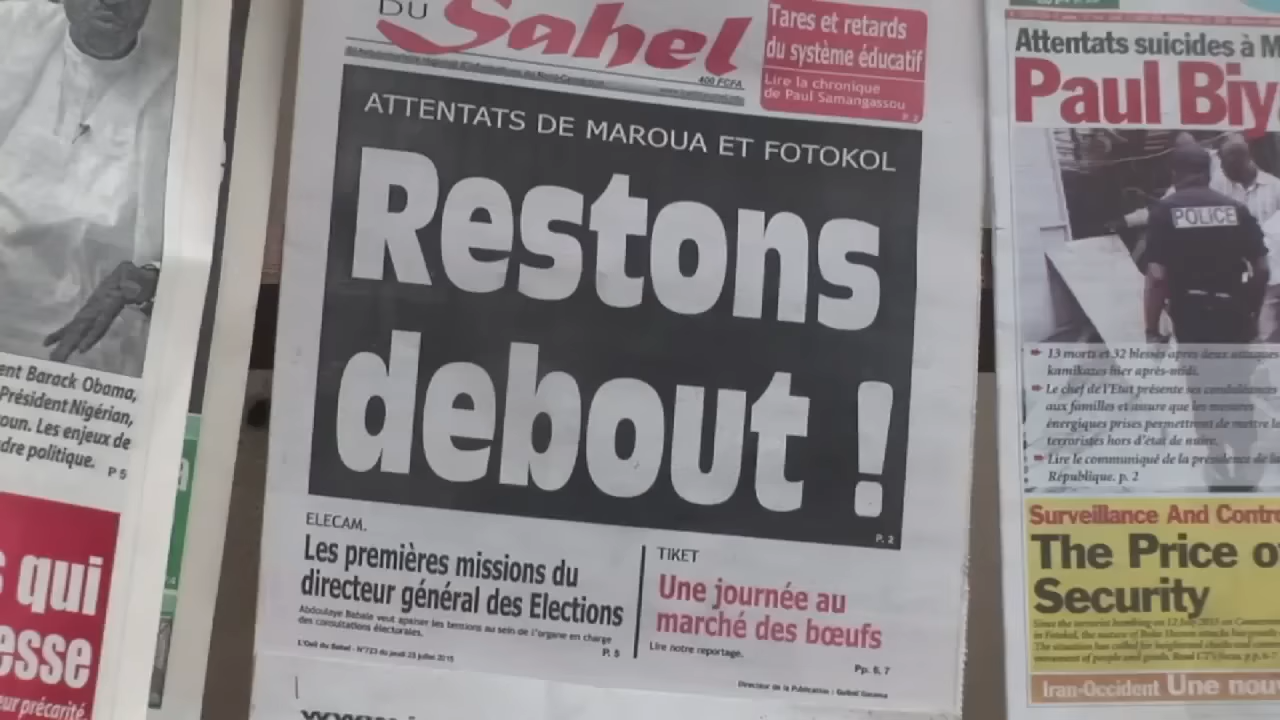 ent Barack Obama,
Président Nigérian,
oun. Les enjeux de
dre politique. P 5
s qui
esse
eur précarité.
DU
Sahel
400 FCFA
Tares et retards
du système éducatif
Lire la chronique
de Paul Samangassou
P. 3
ATTENTATS DE MAROUA ET FOTOKOL
Restons
debout !
P. 2
ELECAM.
Les premières missions du
directeur général des Elections
Abdoulaye Babale veut apaiser les tensions au sein de l'organe en charge
des consultations électorales.
P. 5
L'Oeil du Sahel - N°723 du jeudi 23 juillet 2015
TIKET
Une journée au
marché des bœufs
Lire notre reportage.
Pp. 6, 7
Directeur de la Publication : Guibaï Gatama
Attentats suicides à M
Paul Biy
POLICE
13 morts et 32 blessés après deux attaques
kamikazes hier après-midi.
Le chef de l'Etat présente ses condoléances
aux familles et assure que les mesures
énergiques prises permettront de mettre le
terroristes hors d'état de nuire.
Lire le communiqué de la présidence de la
République. p. 2
Surveillance And Contro
The Price o
Security
Iran-Occident Une nou